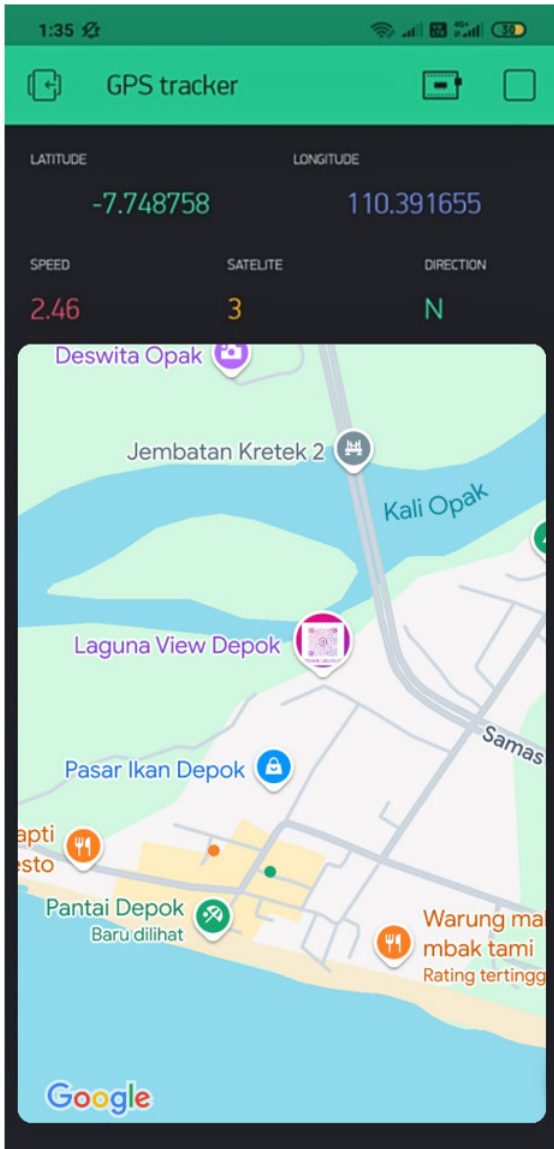 1:35
4G+
30
GPS tracker
LATITUDE
LONGITUDE
-7.748758
110.391655
SPEED
SATELITE
DIRECTION
2.46
3
N
Deswita Opak
Jembatan Kretek 2
Kali Opak
Laguna View Depok
Samas
Pasar Ikan Depok
apti
esto
Pantai Depok
Baru dilihat
Warung ma
mbak tami
Rating tertingg
Google